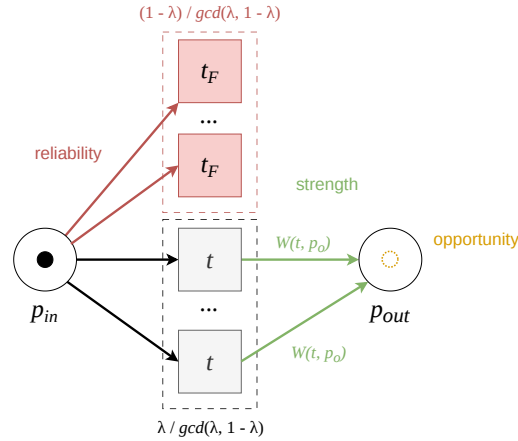 (1 - λ) / gcd(λ, 1 - λ)
t_F
...
reliability
t_F
strength
t
W(t, p_o)
opportunity
p_in
...
p_out
t
W(t, p_o)
λ / gcd(λ, 1 - λ)